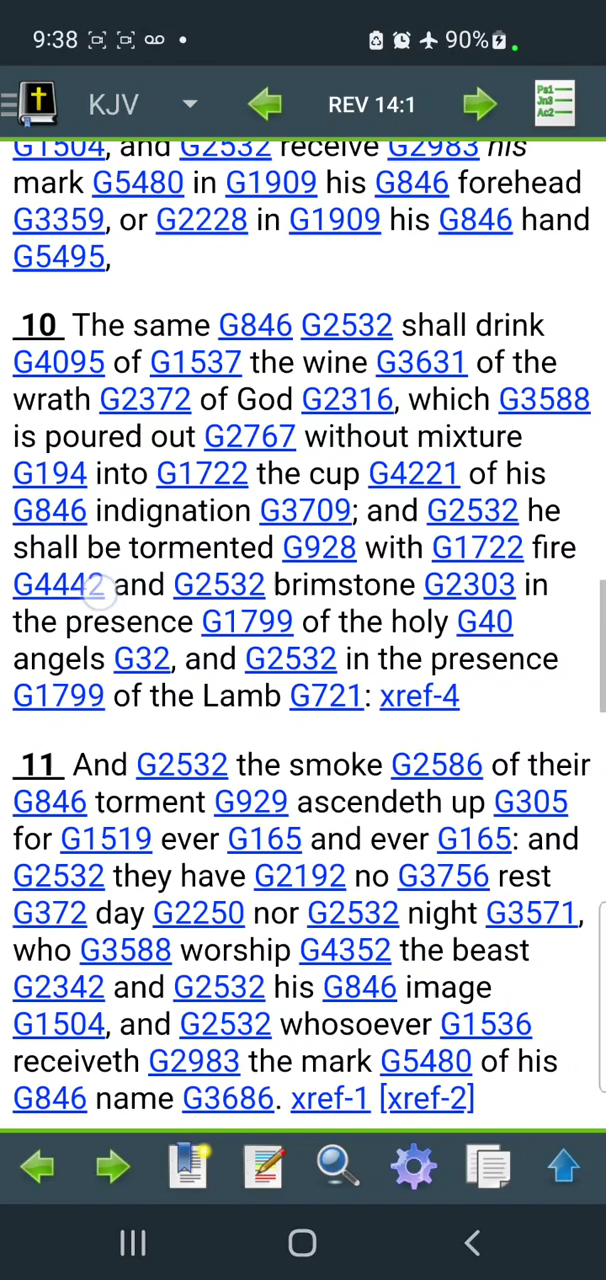 9:38 90%
KJV REV 14:1
G1504, and G2532 receive G2983 his
mark G5480 in G1909 his G846 forehead
G3359, or G2228 in G1909 his G846 hand
G5495,
10 The same G846 G2532 shall drink
G4095 of G1537 the wine G3631 of the
wrath G2372 of God G2316, which G3588
is poured out G2767 without mixture
G194 into G1722 the cup G4221 of his
G846 indignation G3709; and G2532 he
shall be tormented G928 with G1722 fire
G4442 and G2532 brimstone G2303 in
the presence G1799 of the holy G40
angels G32, and G2532 in the presence
G1799 of the Lamb G721: xref-4
11 And G2532 the smoke G2586 of their
G846 torment G929 ascendeth up G305
for G1519 ever G165 and ever G165: and
G2532 they have G2192 no G3756 rest
G372 day G2250 nor G2532 night G3571,
who G3588 worship G4352 the beast
G2342 and G2532 his G846 image
G1504, and G2532 whosoever G1536
receiveth G2983 the mark G5480 of his
G846 name G3686. xref-1 [xref-2]